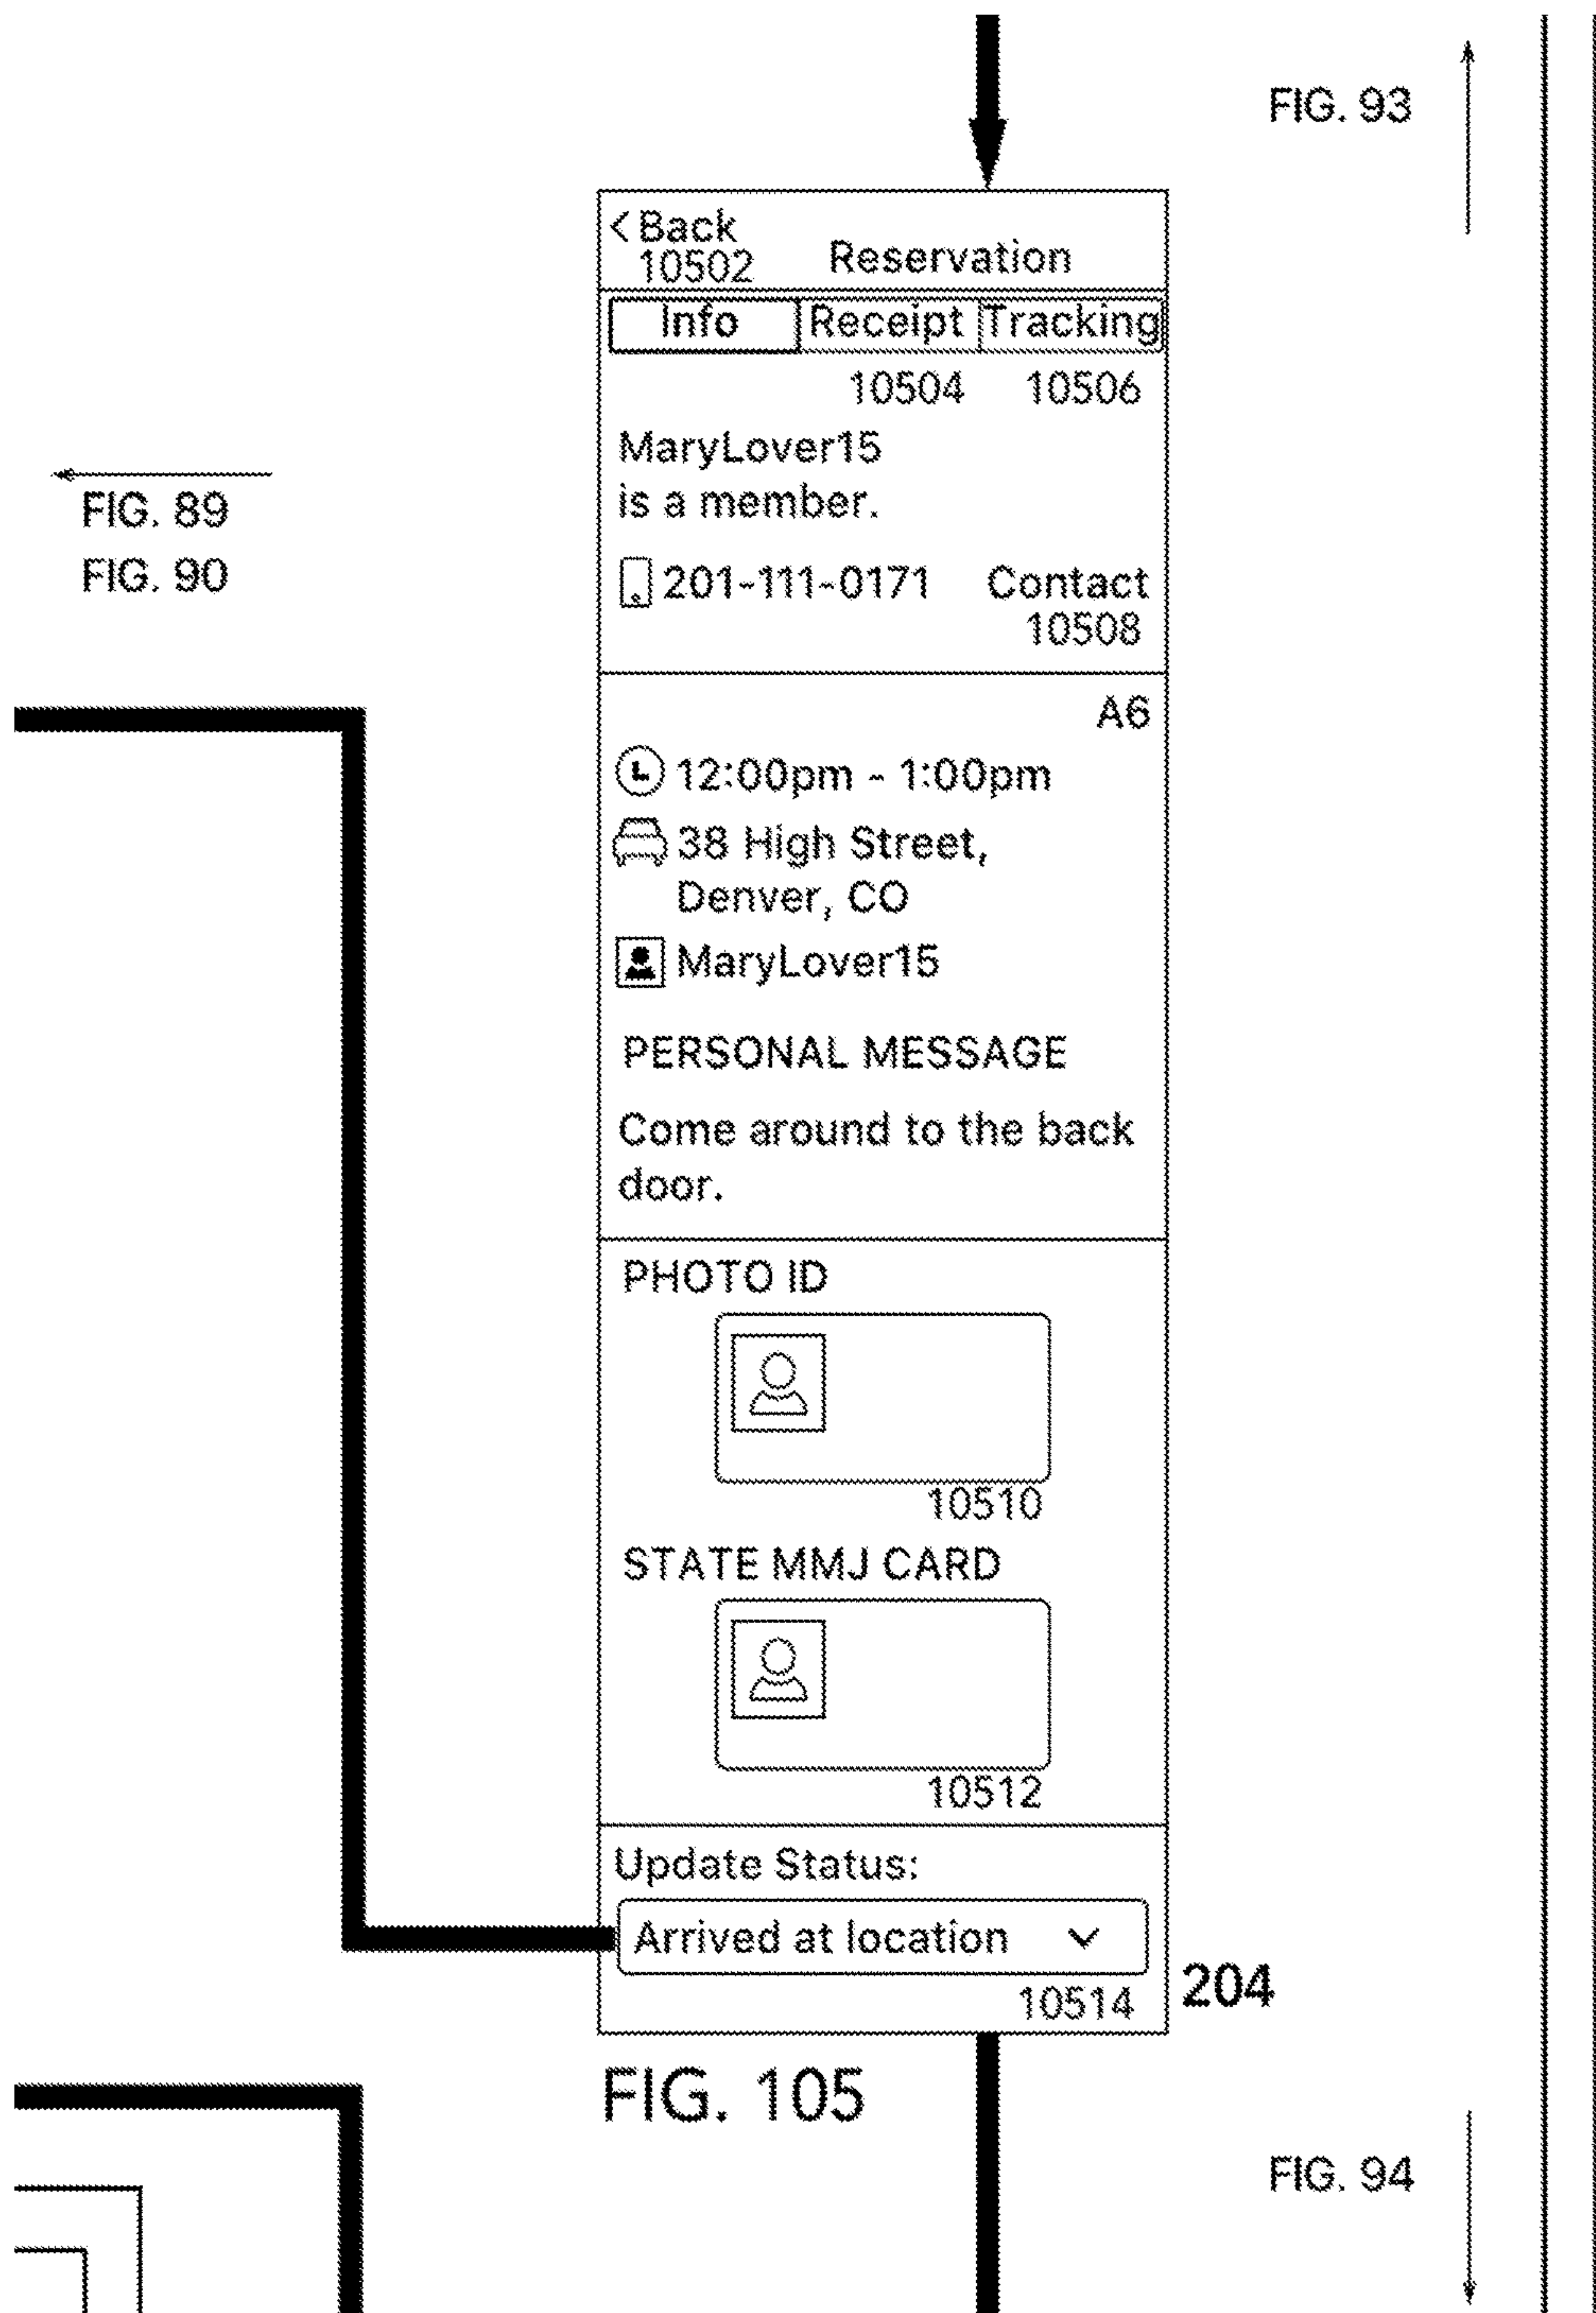 FIG. 93
< Back
10502
Reservation
Info Receipt Tracking
10504 10506
MaryLover15
is a member.
FIG. 89
FIG. 90
201-111-0171 Contact
10508
A6
12:00pm - 1:00pm
38 High Street,
Denver, CO
MaryLover15
PERSONAL MESSAGE
Come around to the back
door.
PHOTO ID
10510
STATE MMJ CARD
10512
Update Status:
Arrived at location
10514
204
FIG. 105
FIG. 94